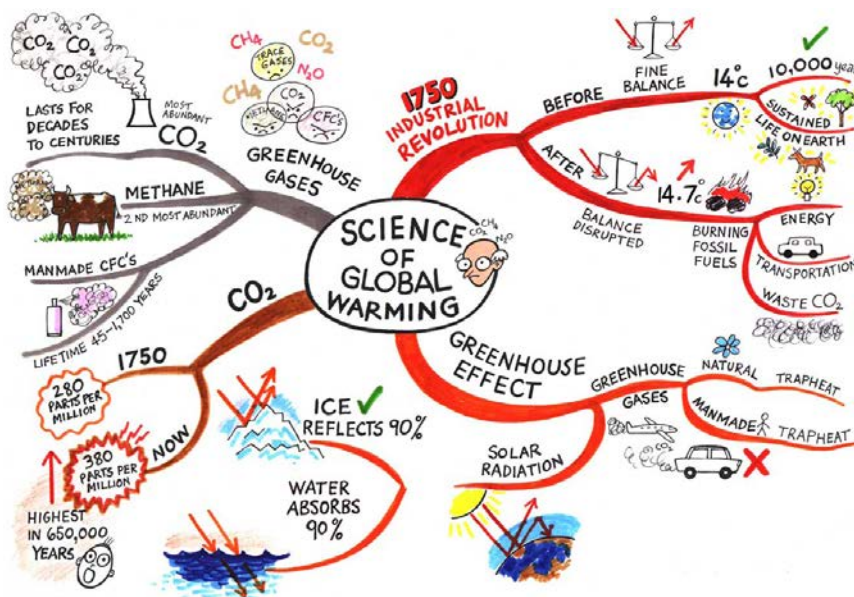 SCIENCE
OF
GLOBAL
WARMING
CH4
CO2
N2O
1750
INDUSTRIAL
REVOLUTION
BEFORE
FINE
BALANCE
14°C
10,000 years
SUSTAINED
LIFE ON EARTH
AFTER
BALANCE
DISRUPTED
14.7°C
BURNING
FOSSIL
FUELS
ENERGY
TRANSPORTATION
WASTE CO2
GREENHOUSE
EFFECT
GREENHOUSE
GASES
NATURAL
TRAPHEAT
MANMADE
TRAPHEAT
CO2
SOLAR
RADIATION
ICE
REFLECTS 90%
WATER
ABSORBS
90%
CO2
1750
280
PARTS PER
MILLION
NOW
380
PARTS PER
MILLION
HIGHEST
IN 650,000
YEARS
GREENHOUSE
GASES
CH4
CO2
TRACE
GASES
N2O
CH4
CO2
METHANE
CFC'S
CO2
CO2
CO2
LASTS FOR
DECADES
TO CENTURIES
MOST
ABUNDANT
CO2
METHANE
METHANE
2ND MOST ABUNDANT
MANMADE CFC'S
LIFETIME 45-1,700 YEARS